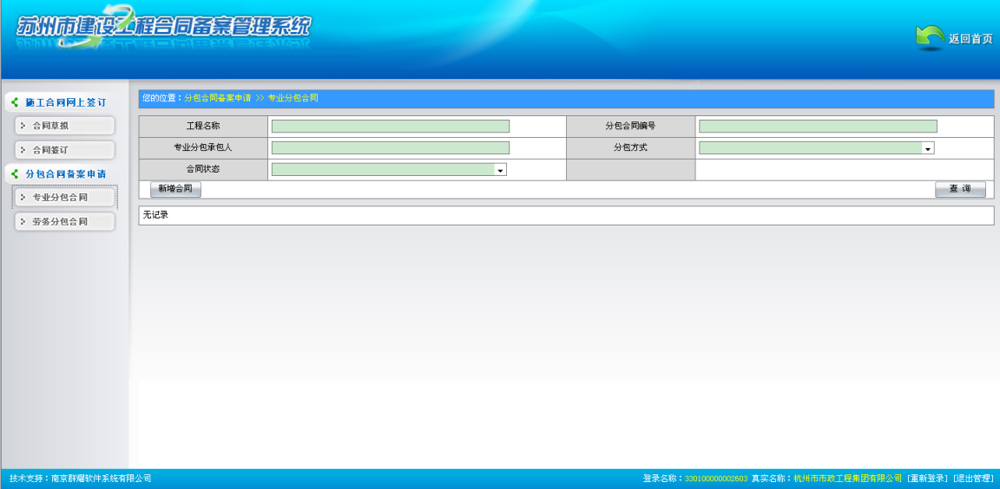 苏州市建设工程合同备案管理系统
返回首页
施工合同网上签订
合同草拟
合同签订
分包合同备案申请
专业分包合同
劳务分包合同
您的位置：分包合同备案申请 >> 专业分包合同
工程名称 分包合同编号
专业分包承包人 分包方式
合同状态
新增合同 查 询
无记录
技术支持：南京群耀软件系统有限公司 登录名称：330100000002603 真实名称：杭州市市政工程集团有限公司 [重新登录] [退出管理]